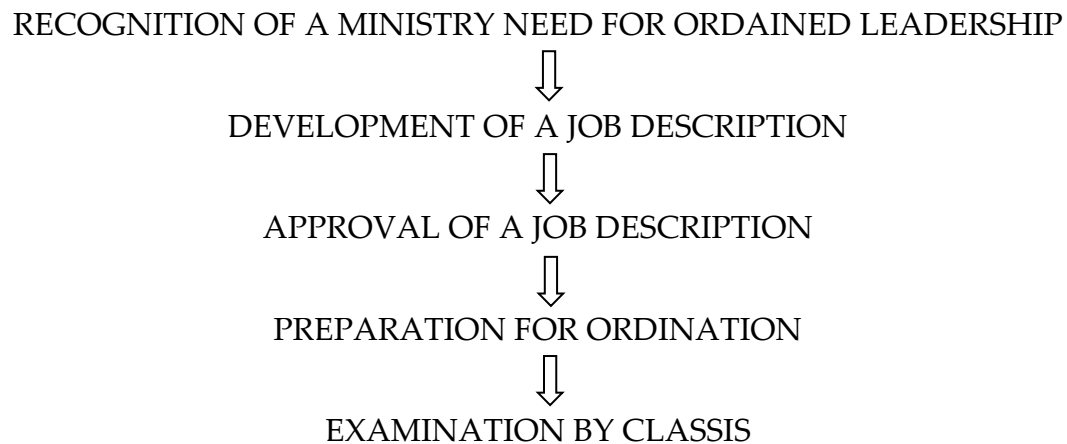 RECOGNITION OF A MINISTRY NEED FOR ORDAINED LEADERSHIP
DEVELOPMENT OF A JOB DESCRIPTION
APPROVAL OF A JOB DESCRIPTION
PREPARATION FOR ORDINATION
EXAMINATION BY CLASSIS